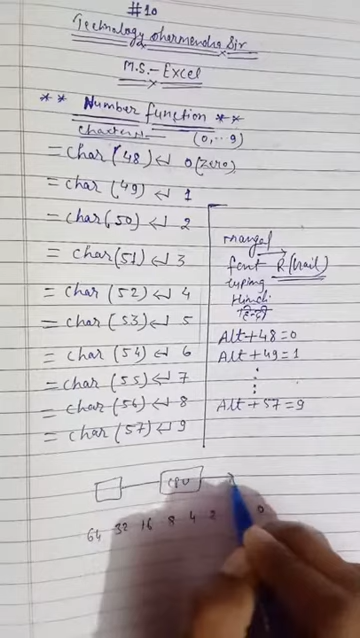 #10
Technology Dharmendra Sir
M.S.-Excel
** Number function **
(0,...9)
=char (48)↵ 0(zero)
=char (49)↵ 1
=char(50)↵ 2
=char(51)↵ 3
=char (52)↵ 4
=char (53)↵ 5
=char (54)↵ 6
=char (55)↵ 7
=char (56)↵ 8
=char (57)↵ 9
mangal
font
typing
Hindi
हिन्दी
Alt+48=0
Alt+49=1
Alt+57=9
CPU
64 32 16 8 4 2 0